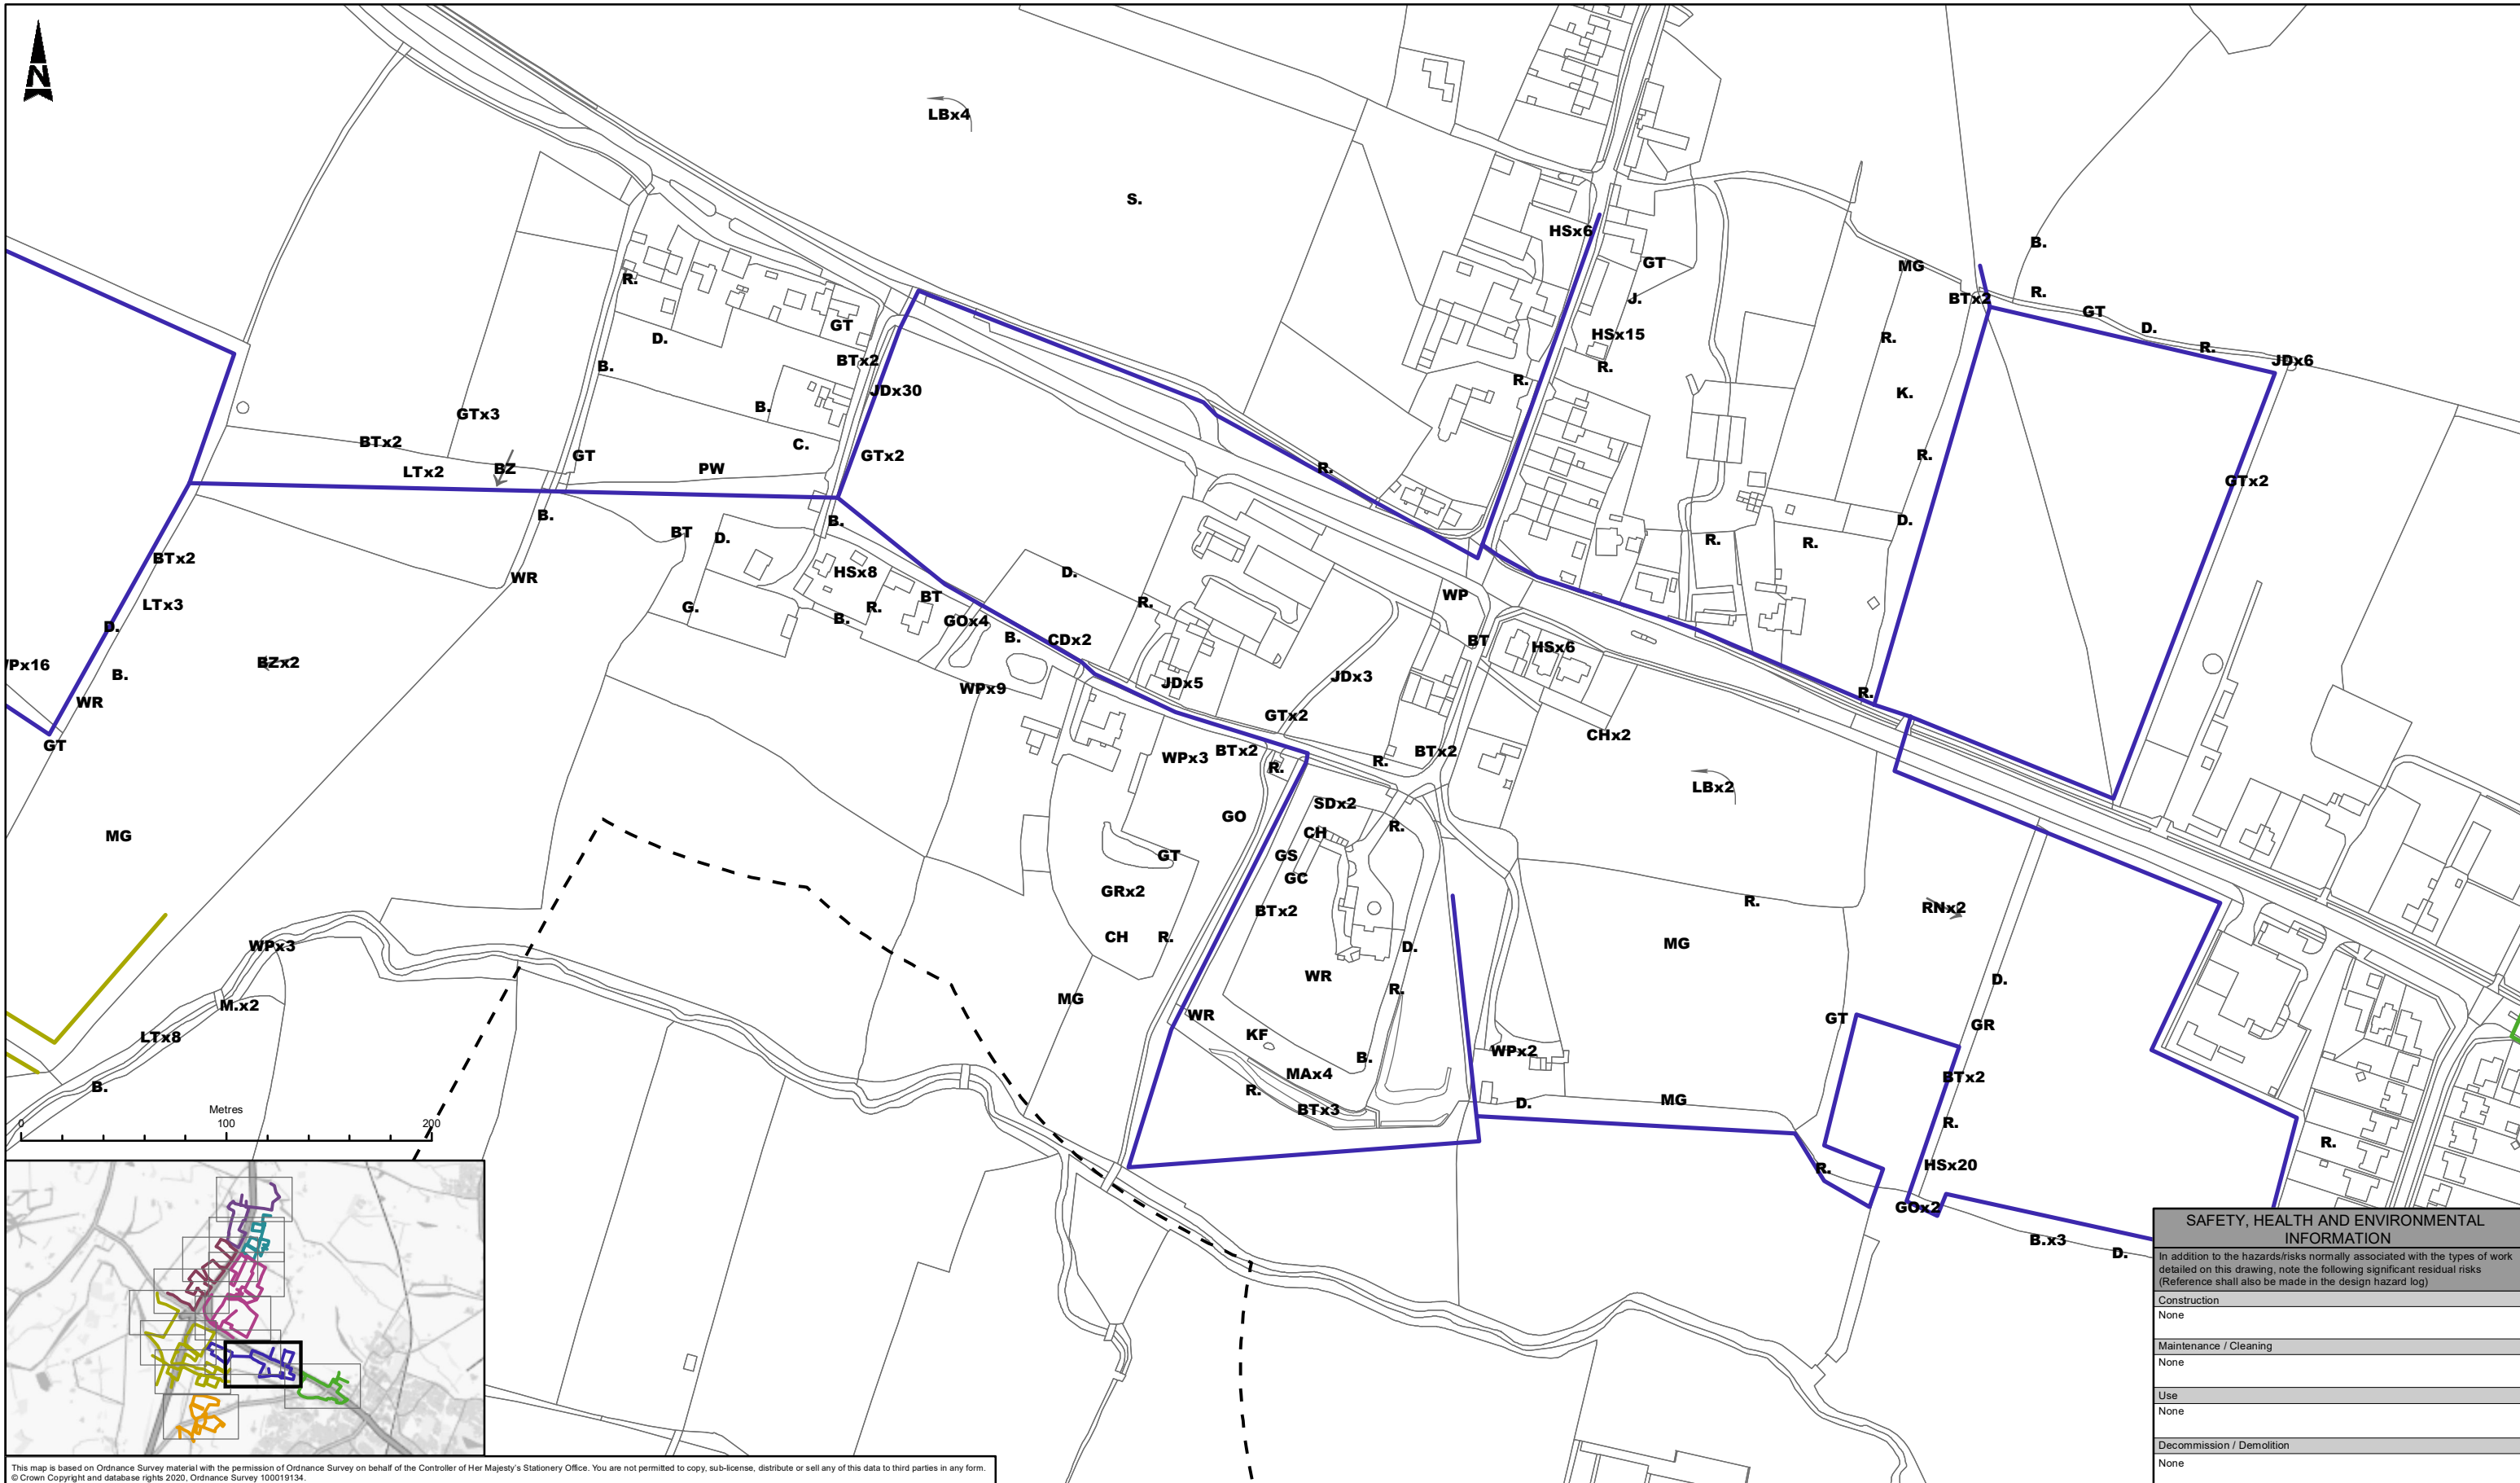 N
LBx4
S.
HSx6
GT
B.
MG
R.
BTx2
R.
J.
GT
GT
D.
HSx15
R.
D.
R.
BTx2
R.
JDx6
B.
R.
JDx30
K.
B.
GTx3
C.
BTx2
GT
GTx2
R.
LTx2
BZ
PW
R.
GTx2
B.
B.
D.
BT
D.
R.
R.
BTx2
HSx8
D.
WR
BT
WP
LTx3
G.
R.
R.
B.
GOx4
D.
B.
CDx2
BT
HSx6
Px16
BZx2
B.
JDx5
JDx3
WPx9
R.
WR
GTx2
CHx2
GT
WPx3
BTx2
BTx2
R.
R.
LBx2
SDx2
MG
GO
CH
R.
GT
GS
GC
GRx2
R.
BTx2
RNx2
CH
R.
MG
WPx3
D.
WR
D.
R.
MG
M.x2
WR
GT
GR
LTx8
KF
WPx2
B.
MAx4
BTx2
B.
R.
BTx3
D.
MG
Metres
0
100
200
R.
R.
R.
HSx20
GOx2
B.x3
D.
SAFETY, HEALTH AND ENVIRONMENTAL
INFORMATION
In addition to the hazards/risks normally associated with the types of work
detailed on this drawing, note the following significant residual risks
(Reference shall also be made in the design hazard log)
Construction
None
Maintenance / Cleaning
None
Use
None
Decommission / Demolition
None
This map is based on Ordnance Survey material with the permission of Ordnance Survey on behalf of the Controller of Her Majesty's Stationery Office. You are not permitted to copy, sub-license, distribute or sell any of this data to third parties in any form.
© Crown Copyright and database rights 2020, Ordnance Survey 100019134.